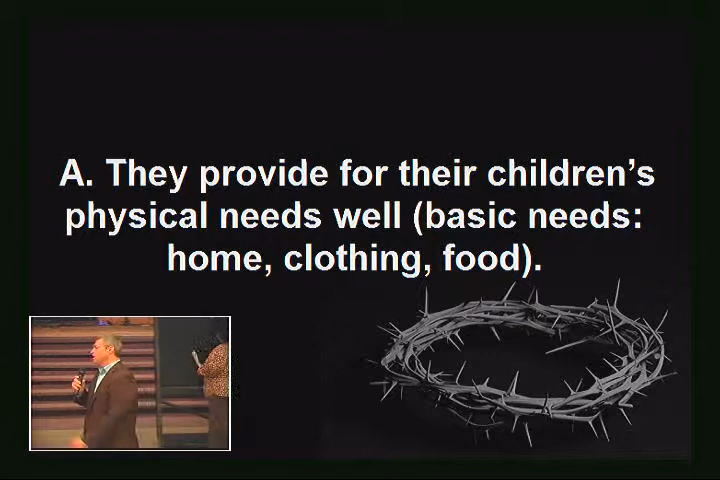 A. They provide for their children’s
physical needs well (basic needs:
home, clothing, food).